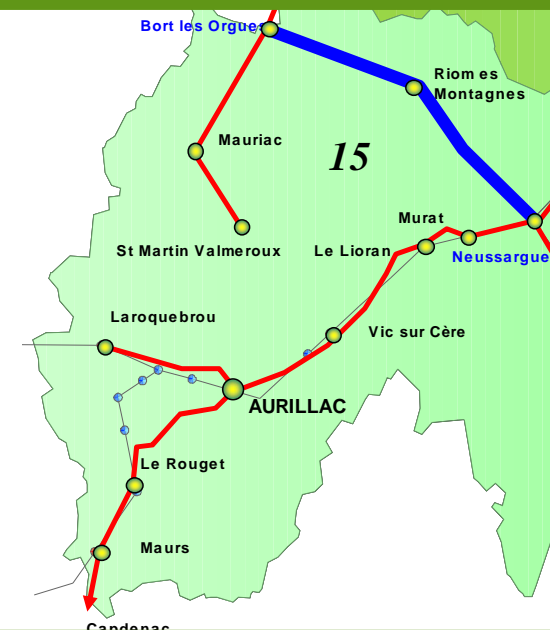 Bort les Orgues
Riom es
Montagnes
Mauriac
15
Murat
St Martin Valmeroux
Le Lioran
Neussargue
Laroquebrou
Vic sur Cère
AURILLAC
Le Rouget
Maurs
Capdenac